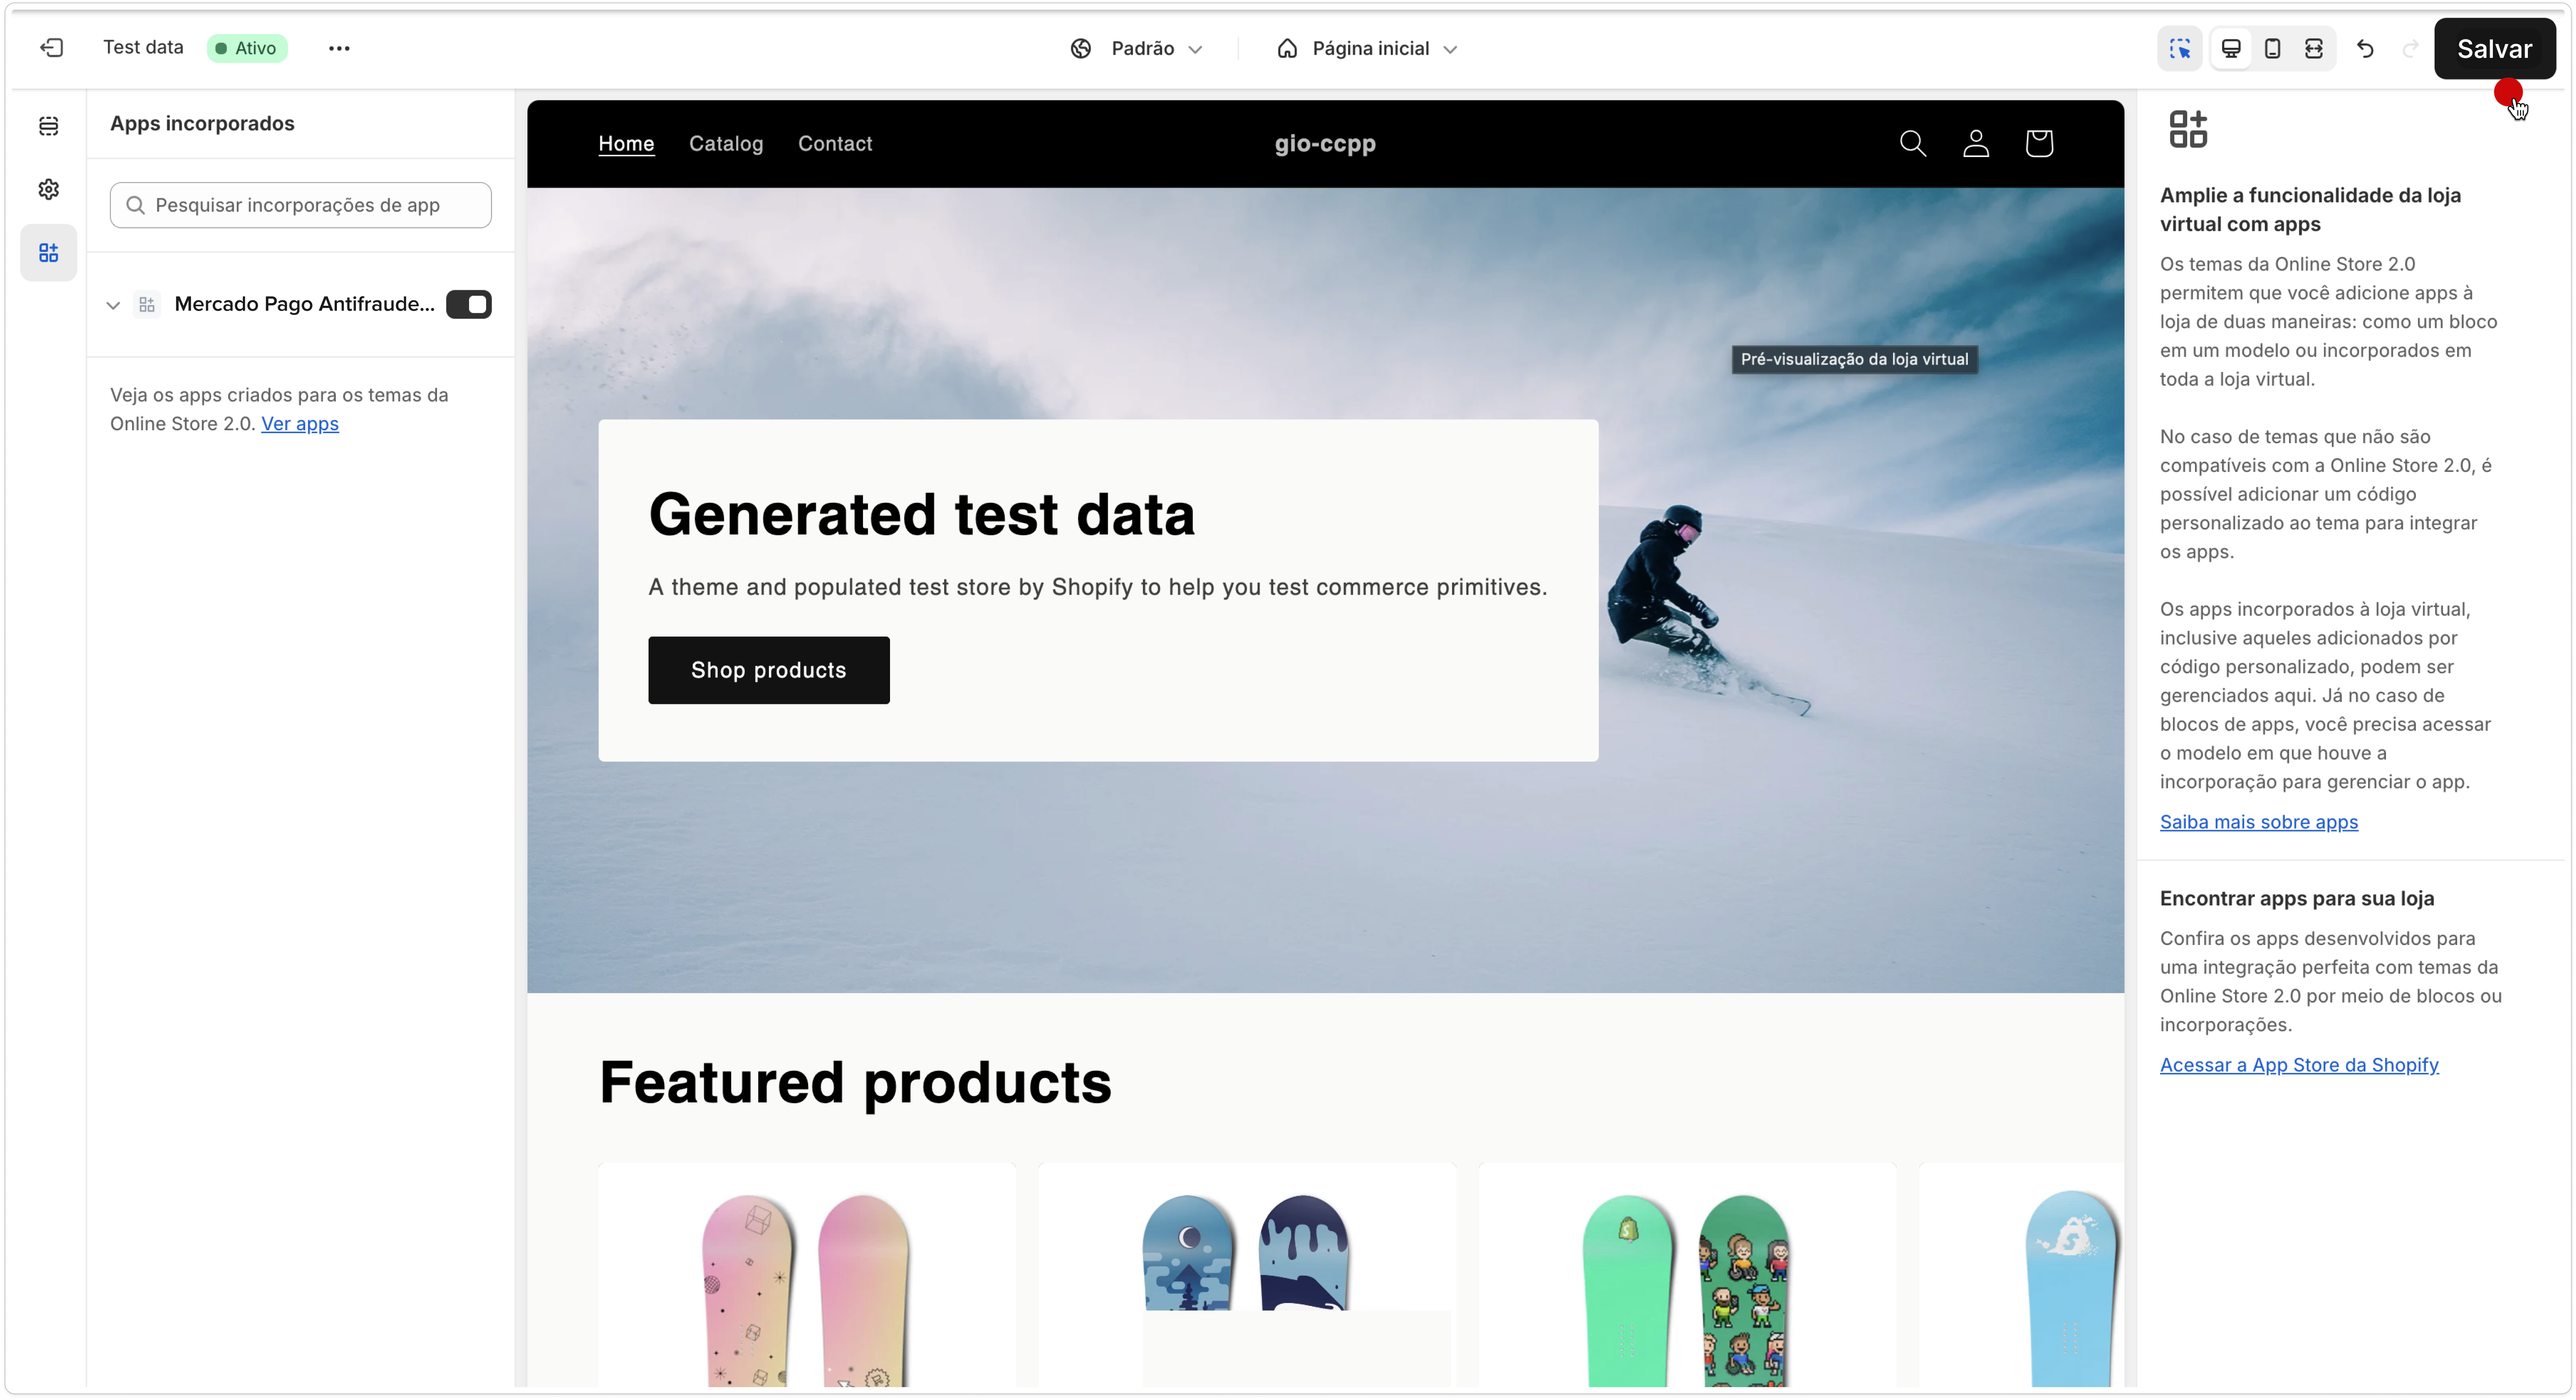 Test data
Ativo
Padrão
Página inicial
Salvar
Apps incorporados
Pesquisar incorporações de app
Mercado Pago Antifraude...
Veja os apps criados para os temas da
Online Store 2.0. Ver apps
Home
Catalog
Contact
gio-ccpp
Pré-visualização da loja virtual
Generated test data
A theme and populated test store by Shopify to help you test commerce primitives.
Shop products
Featured products
Amplie a funcionalidade da loja
virtual com apps
Os temas da Online Store 2.0
permitem que você adicione apps à
loja de duas maneiras: como um bloco
em um modelo ou incorporados em
toda a loja virtual.
No caso de temas que não são
compatíveis com a Online Store 2.0, é
possível adicionar um código
personalizado ao tema para integrar
os apps.
Os apps incorporados à loja virtual,
inclusive aqueles adicionados por
código personalizado, podem ser
gerenciados aqui. Já no caso de
blocos de apps, você precisa acessar
o modelo em que houve a
incorporação para gerenciar o app.
Saiba mais sobre apps
Encontrar apps para sua loja
Confira os apps desenvolvidos para
uma integração perfeita com temas da
Online Store 2.0 por meio de blocos ou
incorporações.
Acessar a App Store da Shopify